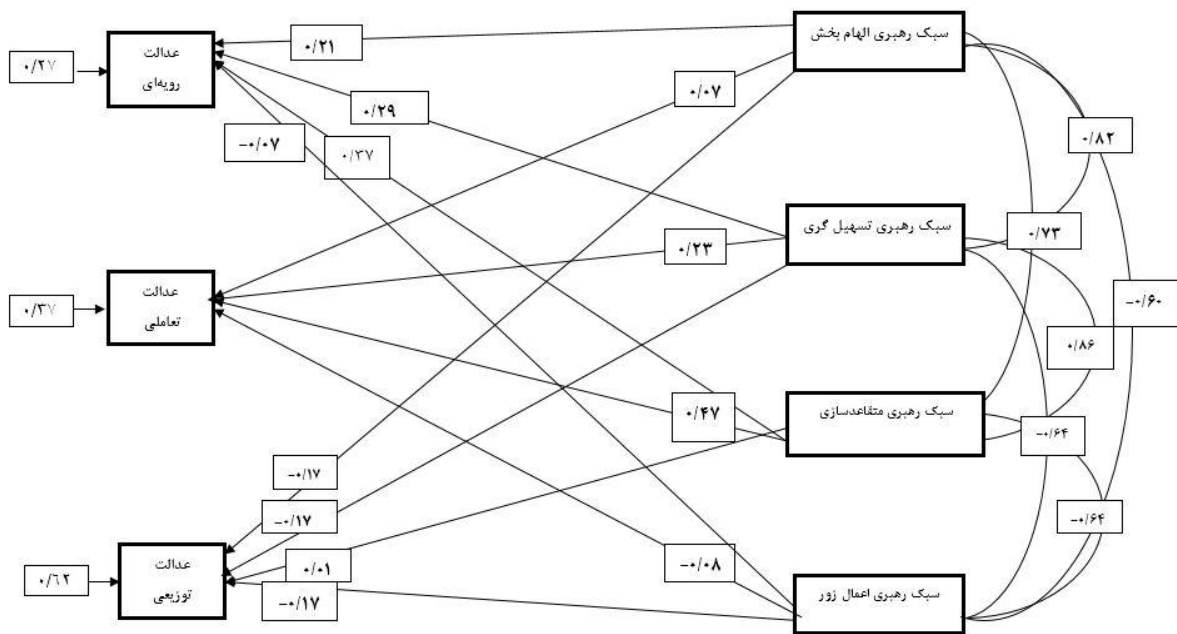 سبک رهبری الهام بخش
۰/۲۱
عدالت
رویه‌ای
۰/۲۷
۰/۰۷
۰/۲۹
-۰/۰۷
۰/۳۷
۰/۸۲
سبک رهبری تسهیل گری
۰/۷۳
۰/۲۳
عدالت
تعاملی
۰/۳۷
-۰/۶۰
۰/۸۶
سبک رهبری متقاعدسازی
۰/۴۷
-۰/۶۴
-۰/۱۷
-۰/۱۷
-۰/۶۴
عدالت
توزیعی
۰/۶۲
۰/۰۱
-۰/۰۸
-۰/۱۷
سبک رهبری اعمال زور